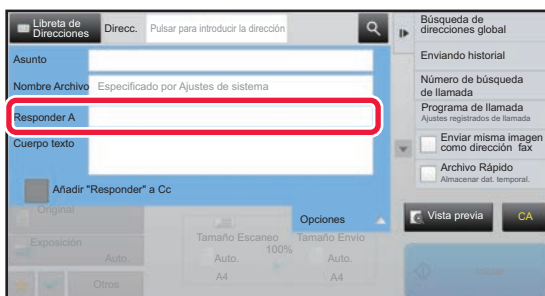 Libreta de
Direcciones
Direcc.
Pulsar para introducir la dirección
Asunto
Nombre Archivo
Especificado por Ajustes de sistema
Responder A
Cuerpo texto
Añadir "Responder" a Cc
Original
Opciones
Exposición
Auto.
Tamaño Escaneo
100%
Tamaño Envío
Auto.
Auto.
A4
A4
Otros
Búsqueda de
direcciones global
Enviando historial
Número de búsqueda
de llamada
Programa de llamada
Ajustes registrados de llamada
Enviar misma imagen
como dirección fax
Archivo Rápido
Almacenar dat. temporal.
Vista previa
CA
Iniciar